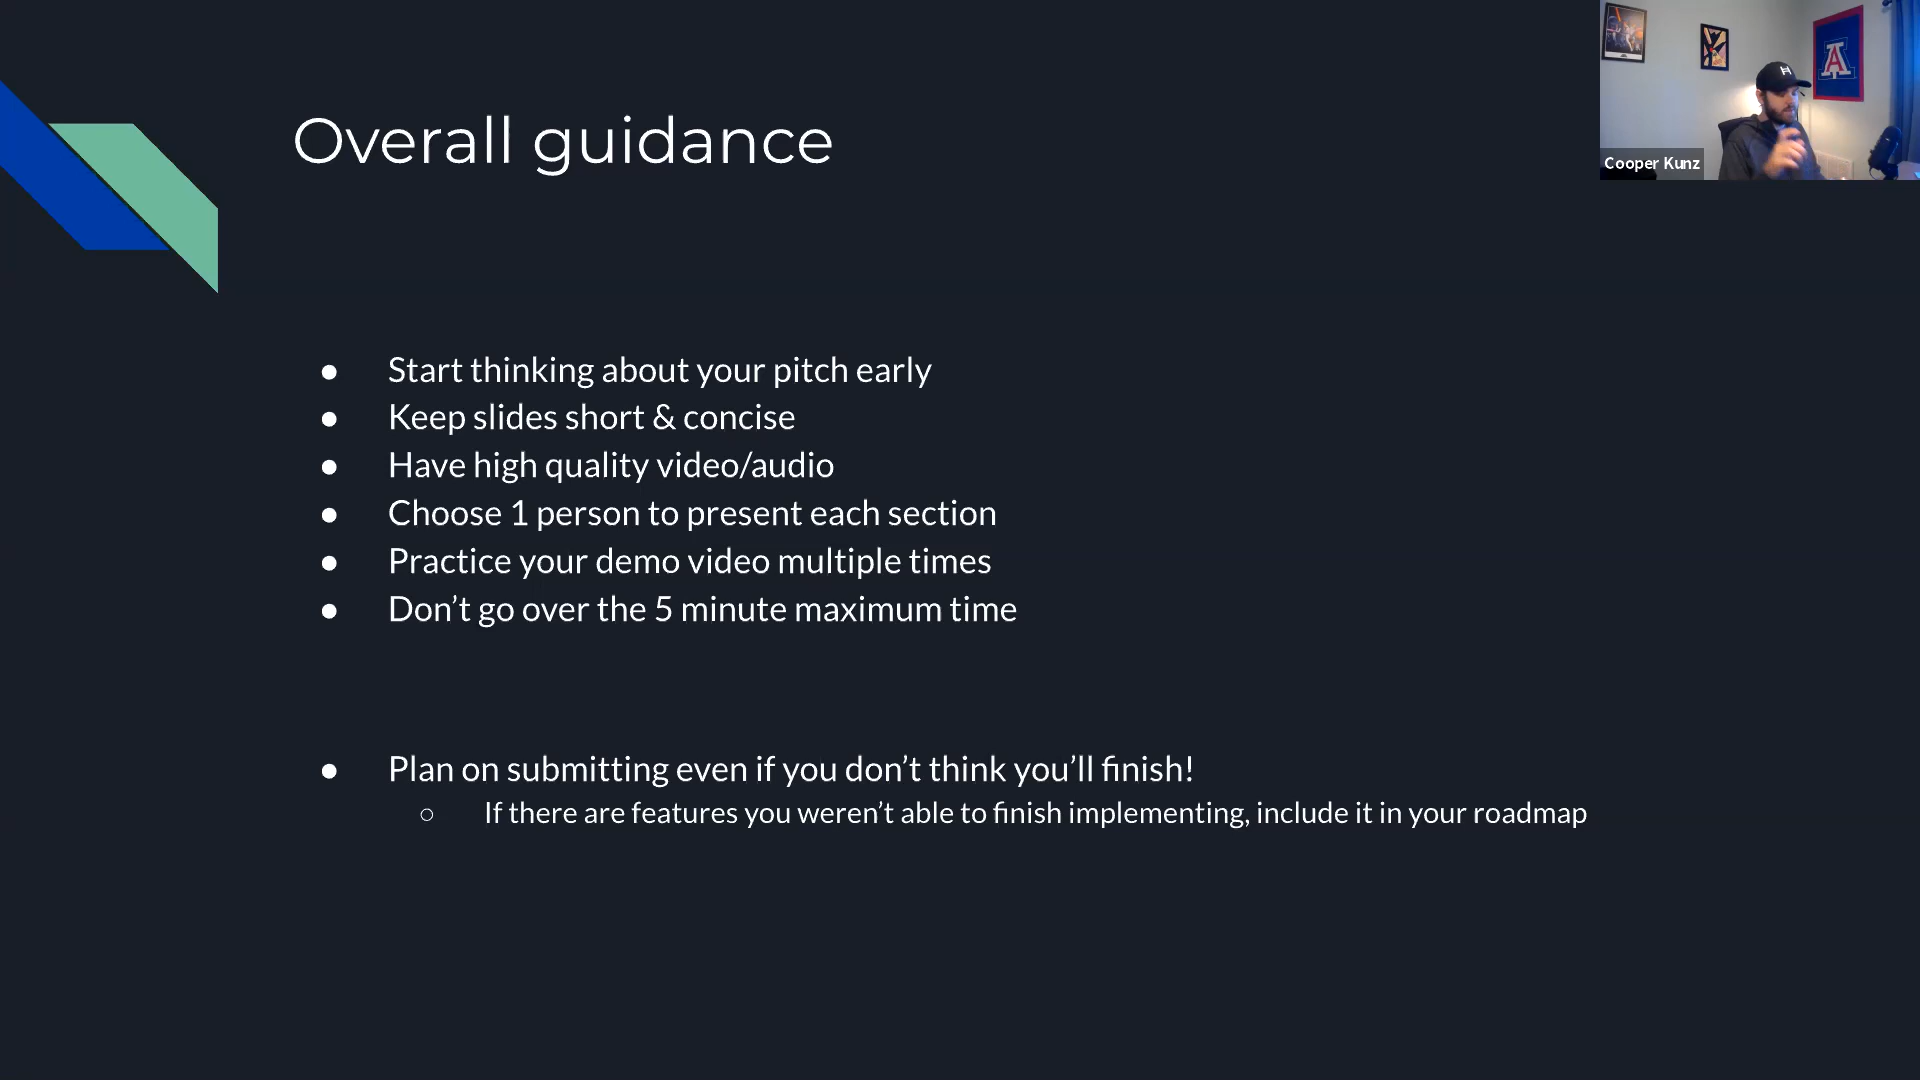 Overall guidance
Cooper Kunz
A
● Start thinking about your pitch early
● Keep slides short & concise
● Have high quality video/audio
● Choose 1 person to present each section
● Practice your demo video multiple times
● Don’t go over the 5 minute maximum time
● Plan on submitting even if you don’t think you’ll finish!
○ If there are features you weren’t able to finish implementing, include it in your roadmap